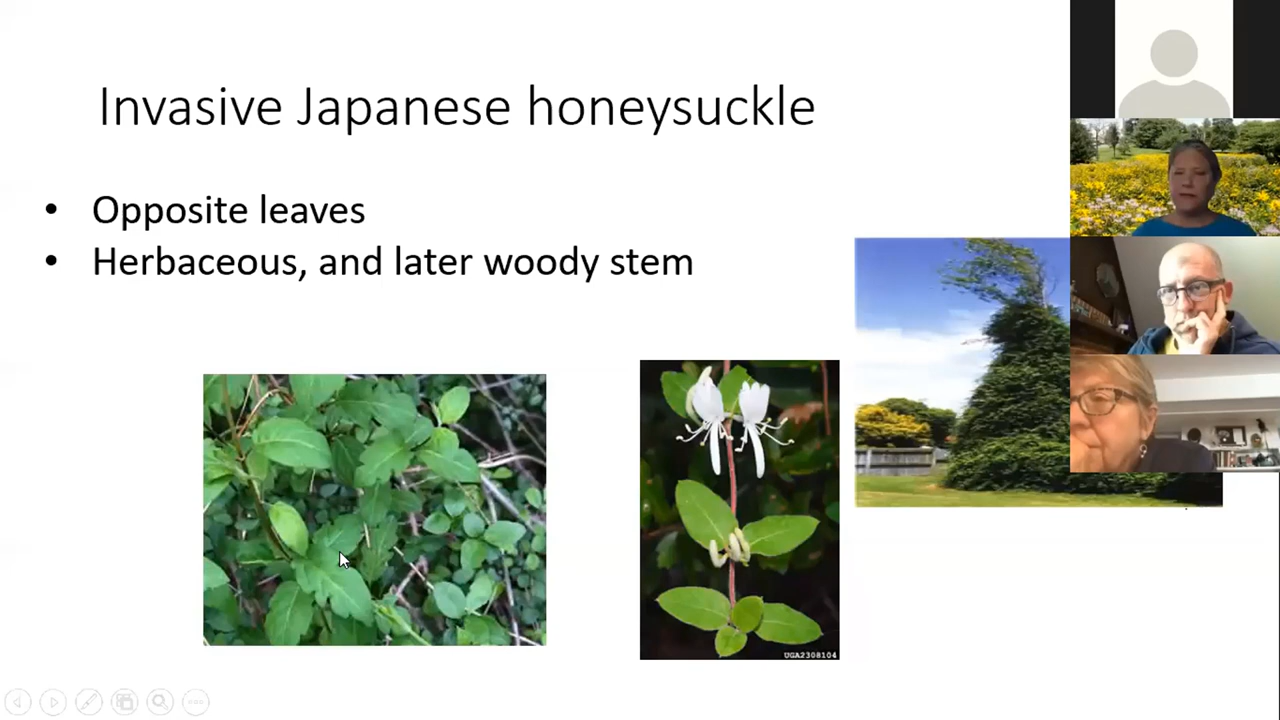 Invasive Japanese honeysuckle
• Opposite leaves
• Herbaceous, and later woody stem
UGA2308104